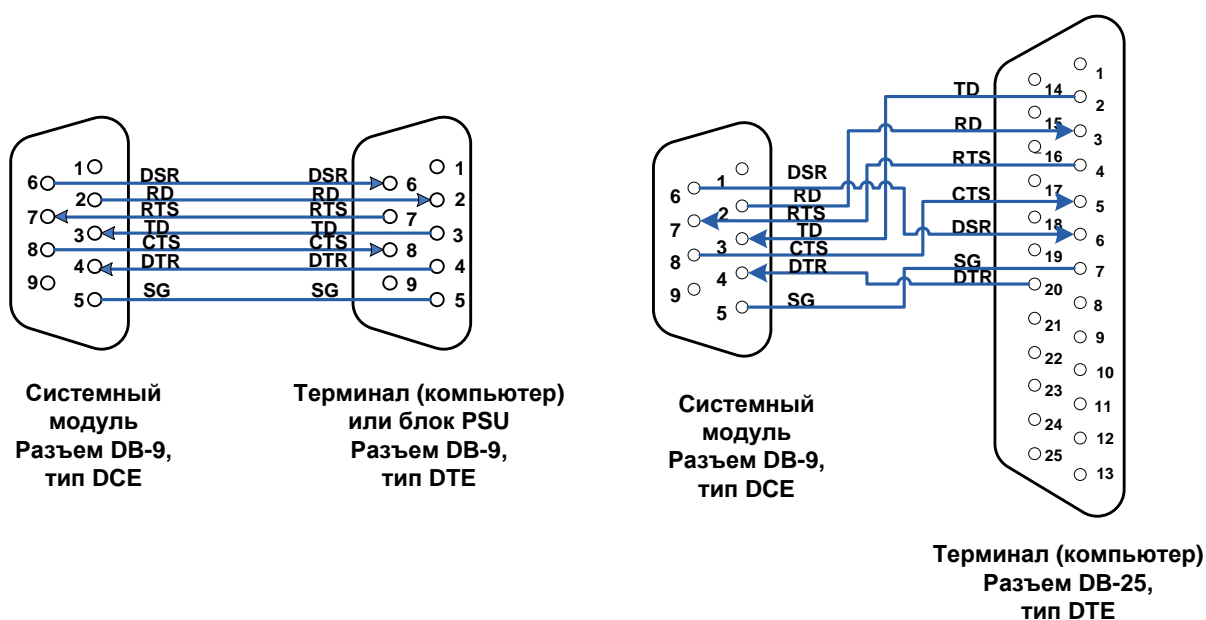 1
6 DSR DSR 6
2 RD RD 2
7 RTS RTS 7
3 TD TD 3
8 CTS CTS 8
4 DTR DTR 4
9 9
5 SG SG 5
1
Системный
модуль
Разъем DB-9,
тип DCE
Терминал (компьютер)
или блок PSU
Разъем DB-9,
тип DTE
1
6 DSR
2 RD
7 RTS
3 TD
8 CTS
4 DTR
9
5 SG
Системный
модуль
Разъем DB-9,
тип DCE
1
TD 14 2
RD 15 3
RTS 16 4
CTS 17 5
DSR 18 6
19
SG 7
DTR 20
8
21
9
22
10
23
11
24
12
25
13
Терминал (компьютер)
Разъем DB-25,
тип DTE